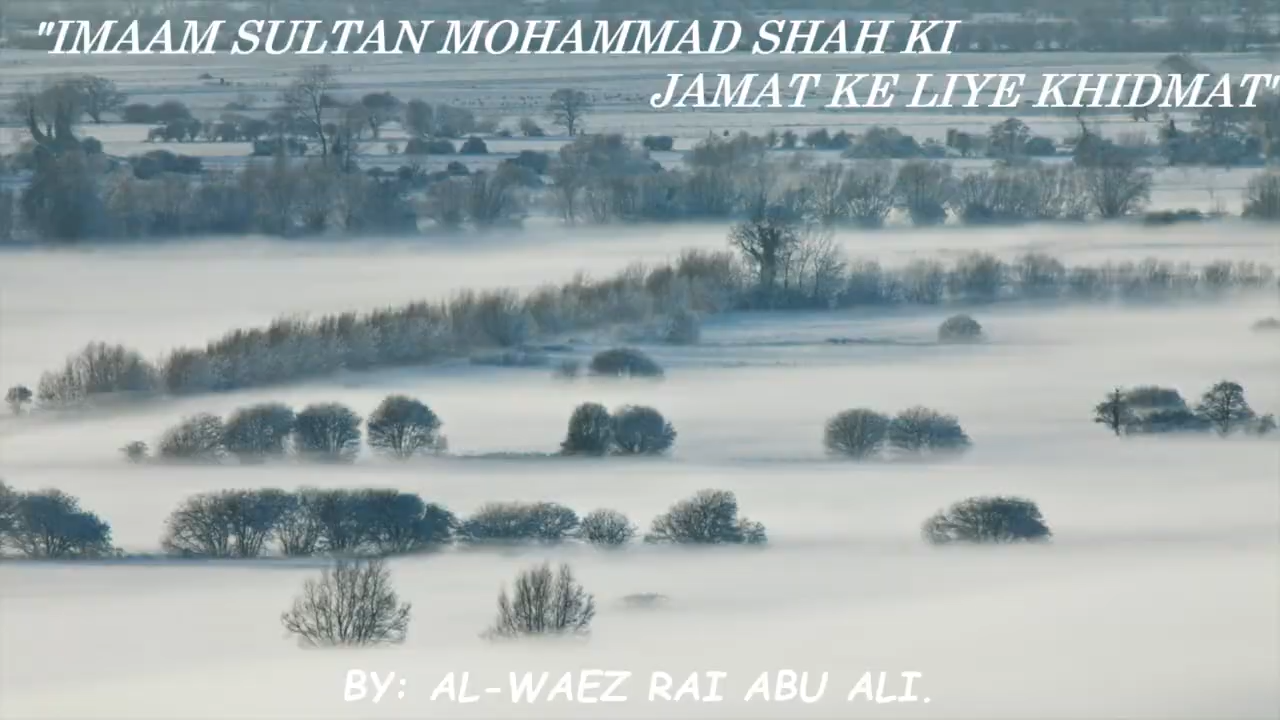 "IMAAM SULTAN MOHAMMAD SHAH KI
JAMAT KE LIYE KHIDMAT"
BY: AL-WAEZ RAI ABU ALI.